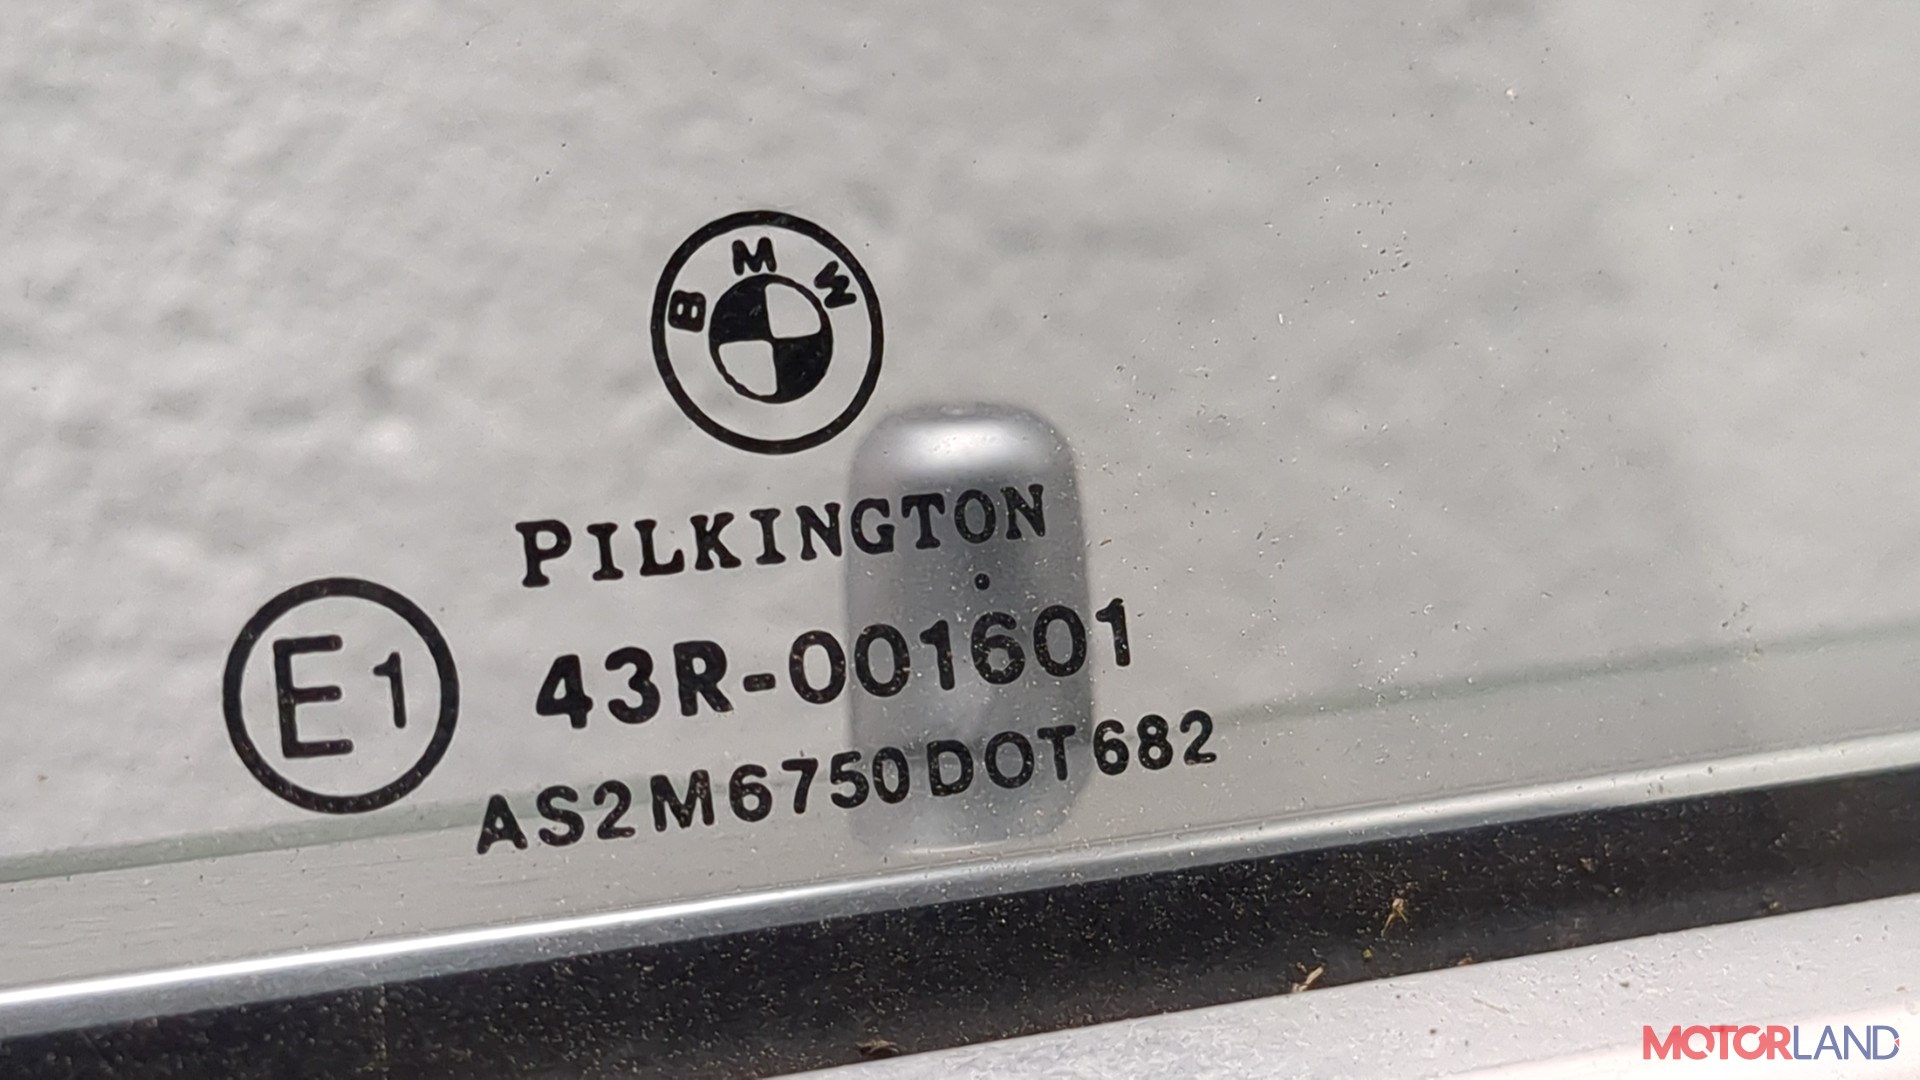 BMW
PILKINGTON
.
E1 43R-001601
AS2M6750DOT682
MOTORLAND